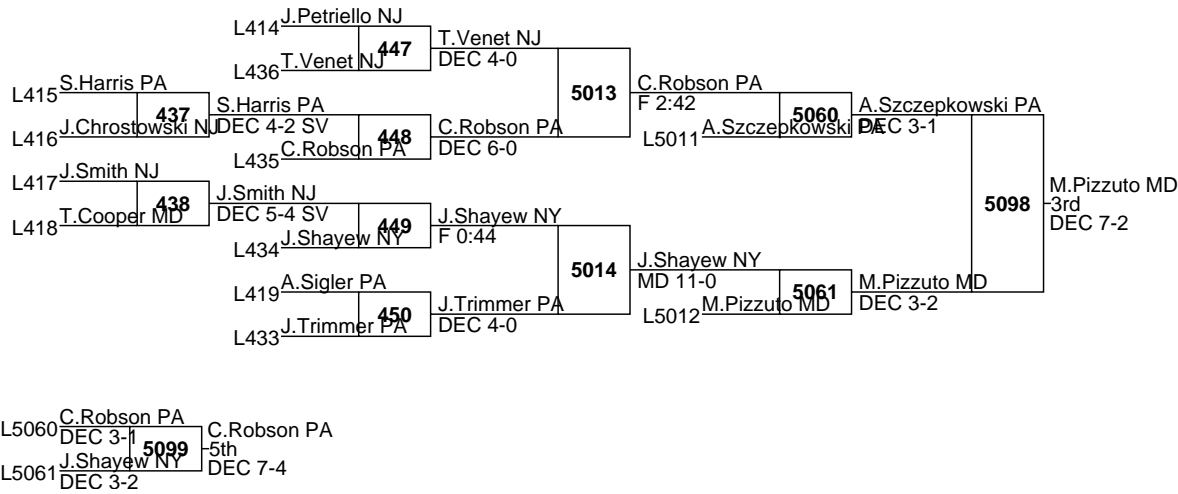 L414 J.Petriello NJ
447
T.Venet NJ
DEC 4-0
L436 T.Venet NJ
L415 S.Harris PA
437
S.Harris PA
DEC 4-2 SV
L416 J.Chrostowski NJ
448
C.Robson PA
DEC 6-0
L435 C.Robson PA
5013
C.Robson PA
F 2:42
5060
A.Szczepkowski PA
DEC 3-1
L5011 A.Szczepkowski PA
L417 J.Smith NJ
438
J.Smith NJ
DEC 5-4 SV
L418 T.Cooper MD
449
J.Shayew NY
F 0:44
L434 J.Shayew NY
5098
M.Pizzuto MD
3rd
DEC 7-2
5014
J.Shayew NY
MD 11-0
5061
M.Pizzuto MD
DEC 3-2
L5012 M.Pizzuto MD
L419 A.Sigler PA
450
J.Trimmer PA
DEC 4-0
L433 J.Trimmer PA
L5060 C.Robson PA
DEC 3-1
5099
C.Robson PA
5th
DEC 7-4
L5061 J.Shayew NY
DEC 3-2